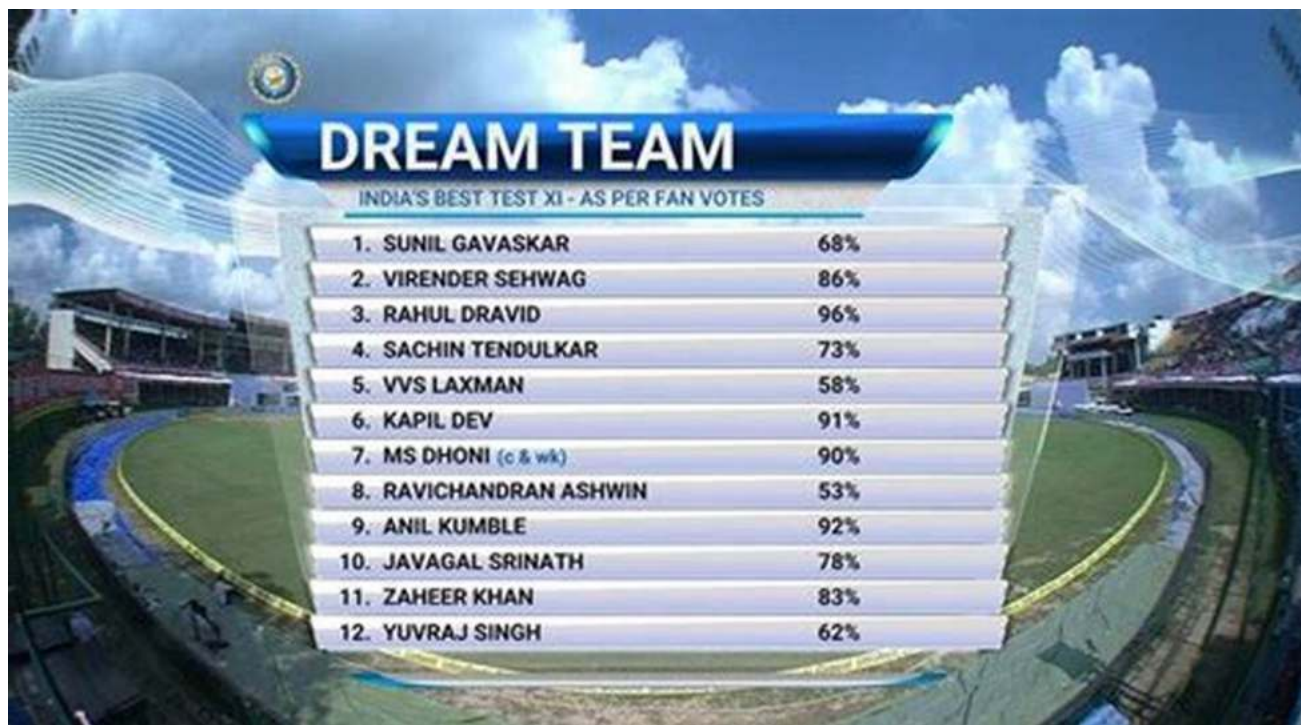 DREAM TEAM
INDIA'S BEST TEST XI - AS PER FAN VOTES
1. SUNIL GAVASKAR 68%
2. VIRENDER SEHWAG 86%
3. RAHUL DRAVID 96%
4. SACHIN TENDULKAR 73%
5. VVS LAXMAN 58%
6. KAPIL DEV 91%
7. MS DHONI (c & wk) 90%
8. RAVICHANDRAN ASHWIN 53%
9. ANIL KUMBLE 92%
10. JAVAGAL SRINATH 78%
11. ZAHEER KHAN 83%
12. YUVRAJ SINGH 62%